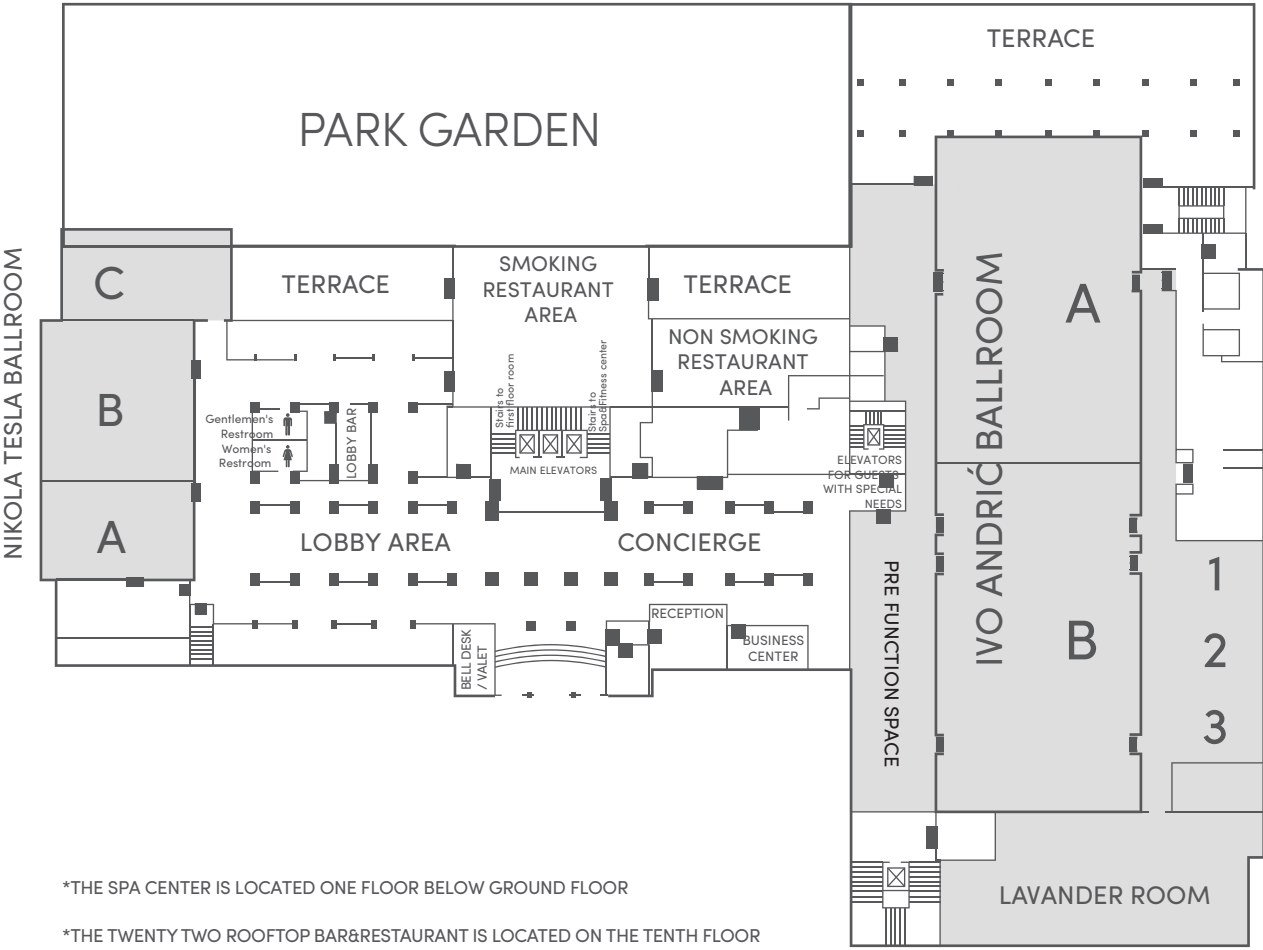 TERRACE
PARK GARDEN
NIKOLA TESLA BALLROOM
C
B
A
TERRACE
SMOKING
RESTAURANT
AREA
TERRACE
NON SMOKING
RESTAURANT
AREA
Stairs to
first floor room
Stairs to
Spa&Fitness center
Gentlemen's
Restroom
Women's
Restroom
LOBBY BAR
MAIN ELEVATORS
ELEVATORS
FOR GUESTS
WITH SPECIAL
NEEDS
LOBBY AREA
CONCIERGE
RECEPTION
BUSINESS
CENTER
BELL DESK
/ VALET
PRE FUNCTION SPACE
IVO ANDRIĆ BALLROOM
A
B
1
2
3
LAVANDER ROOM
*THE SPA CENTER IS LOCATED ONE FLOOR BELOW GROUND FLOOR
*THE TWENTY TWO ROOFTOP BAR&RESTAURANT IS LOCATED ON THE TENTH FLOOR